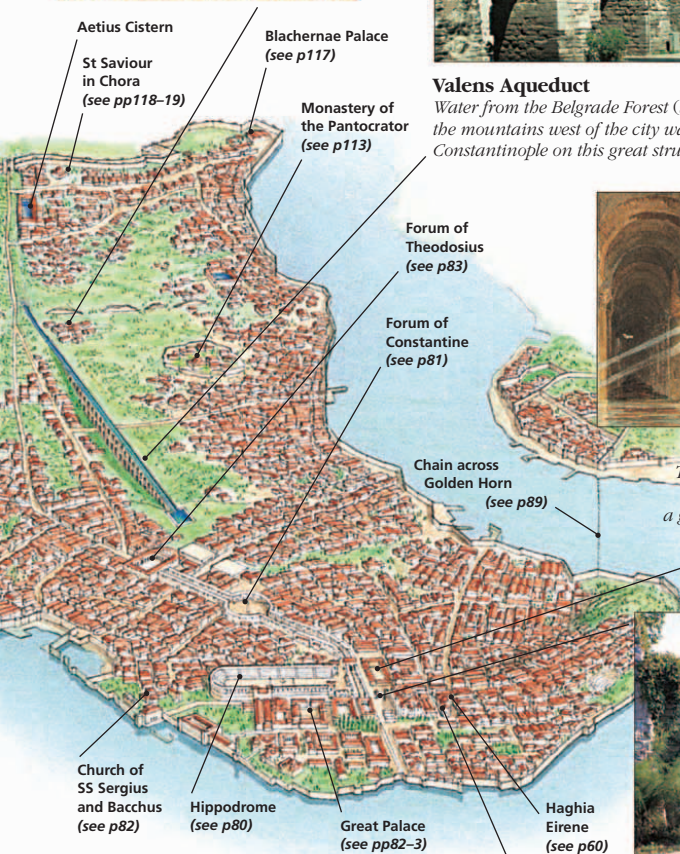 Aetius Cistern
St Saviour
in Chora
(see pp118–19)
Blachernae Palace
(see p117)
Monastery of
the Pantocrator
(see p113)
Valens Aqueduct
Water from the Belgrade Forest (
the mountains west of the city wa
Constantinople on this great stru
Forum of
Theodosius
(see p83)
Forum of
Constantine
(see p81)
Chain across
Golden Horn
(see p89)
T
a g
Church of
SS Sergius
and Bacchus
(see p82)
Hippodrome
(see p80)
Great Palace
(see pp82–3)
Haghia
Eirene
(see p60)